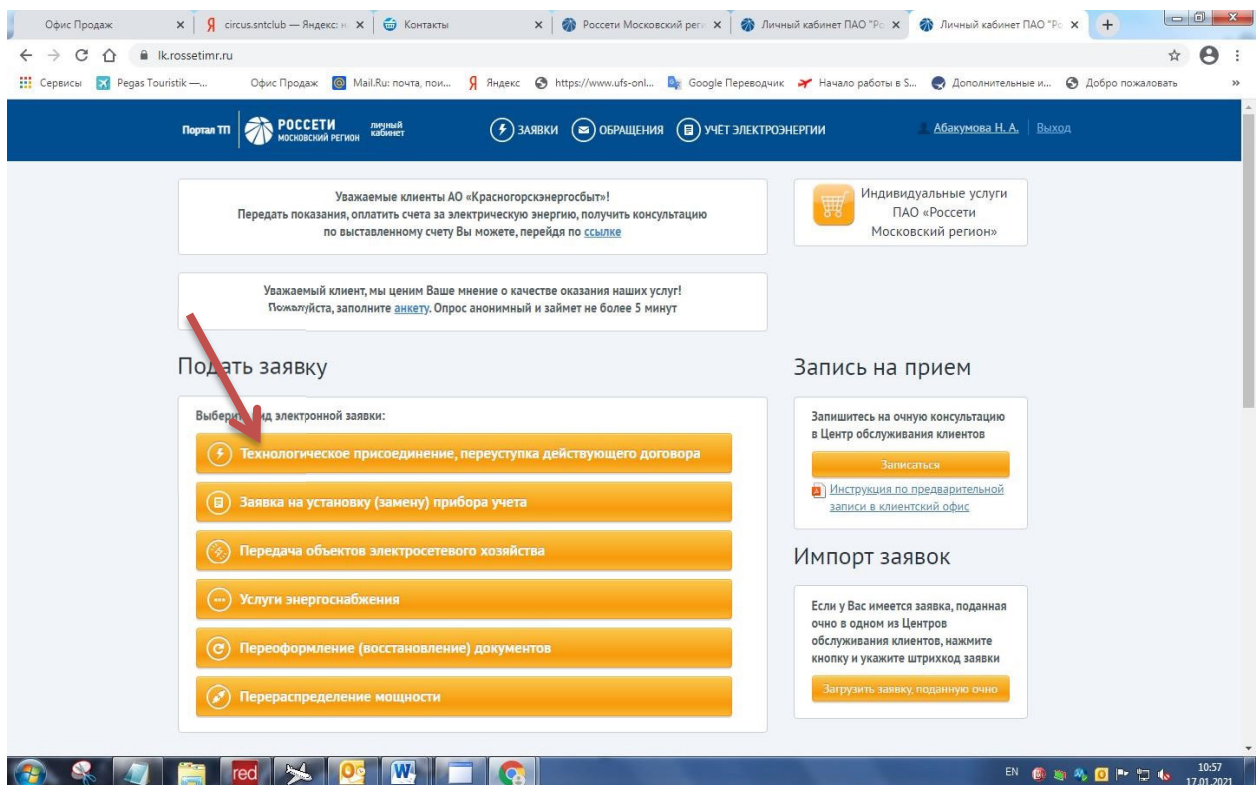 Офис Продаж
circus.sntclub — Яндекс: н
Контакты
Россети Московский реги
Личный кабинет ПАО "Рс
Личный кабинет ПАО "Рс
lk.rossetimr.ru
Сервисы
Pegas Touristik —...
Офис Продаж
Mail.Ru: почта, пои...
Яндекс
https://www.ufs-onl...
Google Переводчик
Начало работы в S...
Дополнительные и...
Добро пожаловать
»
Портал ТП
РОССЕТИ
МОСКОВСКИЙ РЕГИОН
личный
кабинет
ЗАЯВКИ
ОБРАЩЕНИЯ
УЧЁТ ЭЛЕКТРОЭНЕРГИИ
Абакумова Н. А.
Выход
Уважаемые клиенты АО «Красногорскэнергосбыт»!
Передать показания, оплатить счета за электрическую энергию, получить консультацию
по выставленному счету Вы можете, перейдя по ссылке
Индивидуальные услуги
ПАО «Россети
Московский регион»
Уважаемый клиент, мы ценим Ваше мнение о качестве оказания наших услуг!
Пожалуйста, заполните анкету. Опрос анонимный и займет не более 5 минут
Подать заявку
Выберите вид электронной заявки:
Технологическое присоединение, переуступка действующего договора
Заявка на установку (замену) прибора учета
Передача объектов электросетевого хозяйства
Услуги энергоснабжения
Переоформление (восстановление) документов
Перераспределение мощности
Запись на прием
Запишитесь на очную консультацию
в Центр обслуживания клиентов
Записаться
Инструкция по предварительной
записи в клиентский офис
Импорт заявок
Если у Вас имеется заявка, поданная
очно в одном из Центров
обслуживания клиентов, нажмите
кнопку и укажите штрихкод заявки
Загрузить заявку, поданную очно
red
EN
10:57
17.01.2021